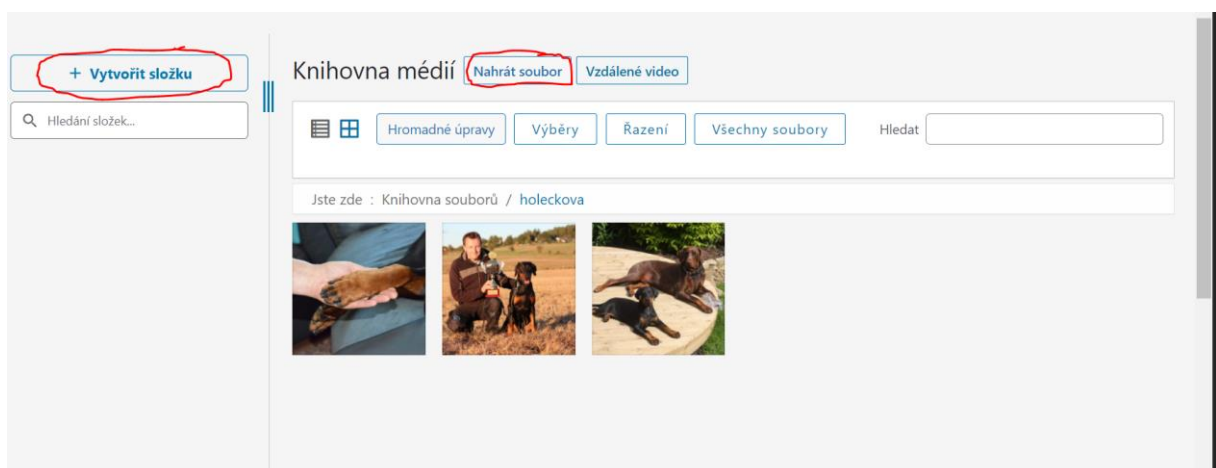 + Vytvořit složku
Hledání složek...
Knihovna médií Nahrát soubor Vzdálené video
Hromadné úpravy Výběry Řazení Všechny soubory Hledat
Jste zde : Knihovna souborů / holeckova